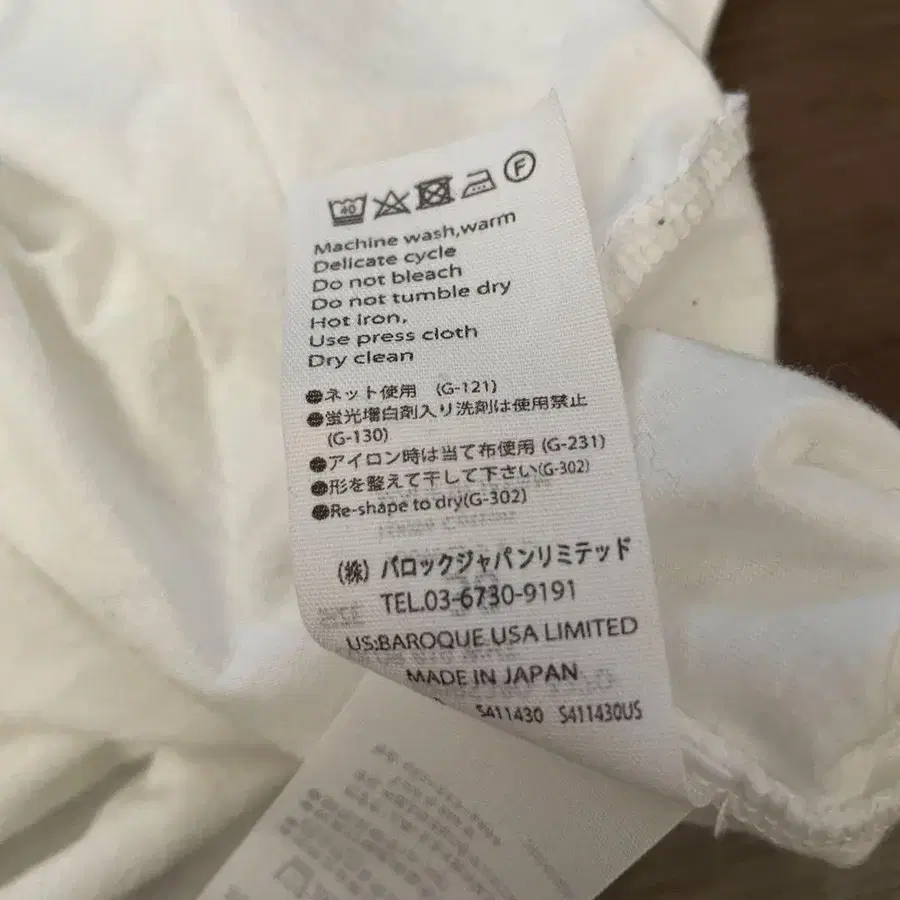 40 F
Machine wash,warm
Delicate cycle
Do not bleach
Do not tumble dry
Hot iron,
Use press cloth
Dry clean
●ネット使用 (G-121)
●蛍光増白剤入り洗剤は使用禁止
(G-130)
●アイロン時は当て布使用 (G-231)
●形を整えて干して下さい(G-302)
●Re-shape to dry(G-302)
(株) バロックジャパンリミテッド
TEL.03-6730-9191
US:BAROQUE USA LIMITED
MADE IN JAPAN
S411430 S411430US